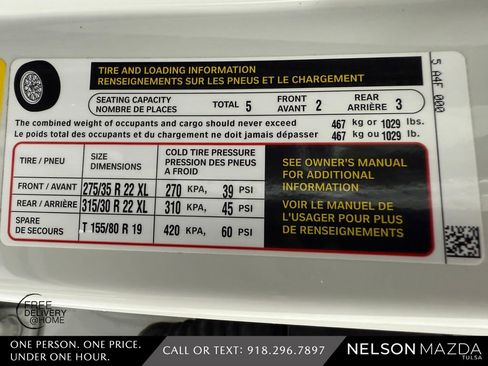 TIRE AND LOADING INFORMATION
RENSEIGNEMENTS SUR LES PNEUS ET LE CHARGEMENT
SEATING CAPACITY
NOMBRE DE PLACES
TOTAL 5
FRONT
AVANT 2
REAR
ARRIÈRE 3
The combined weight of occupants and cargo should never exceed 467 kg or 1029 lbs.
Le poids total des occupants et du chargement ne doit jamais dépasser 467 kg ou 1029 lb.
TIRE / PNEU
SIZE
DIMENSIONS
COLD TIRE PRESSURE
PRESSION DES PNEUS
A FROID
FRONT / AVANT 275/35 R 22 XL 270 KPA, 39 PSI
REAR / ARRIÈRE 315/30 R 22 XL 310 KPA, 45 PSI
SPARE
DE SECOURS
T 155/80 R 19 420 KPA, 60 PSI
SEE OWNER'S MANUAL
FOR ADDITIONAL
INFORMATION
VOIR LE MANUEL DE
L'USAGER POUR PLUS
DE RENSEIGNEMENTS
5 A4F 000
FREE
DELIVERY
@HOME
ONE PERSON. ONE PRICE.
UNDER ONE HOUR.
CALL OR TEXT: 918.296.7897
NELSON MAZDA
TULSA